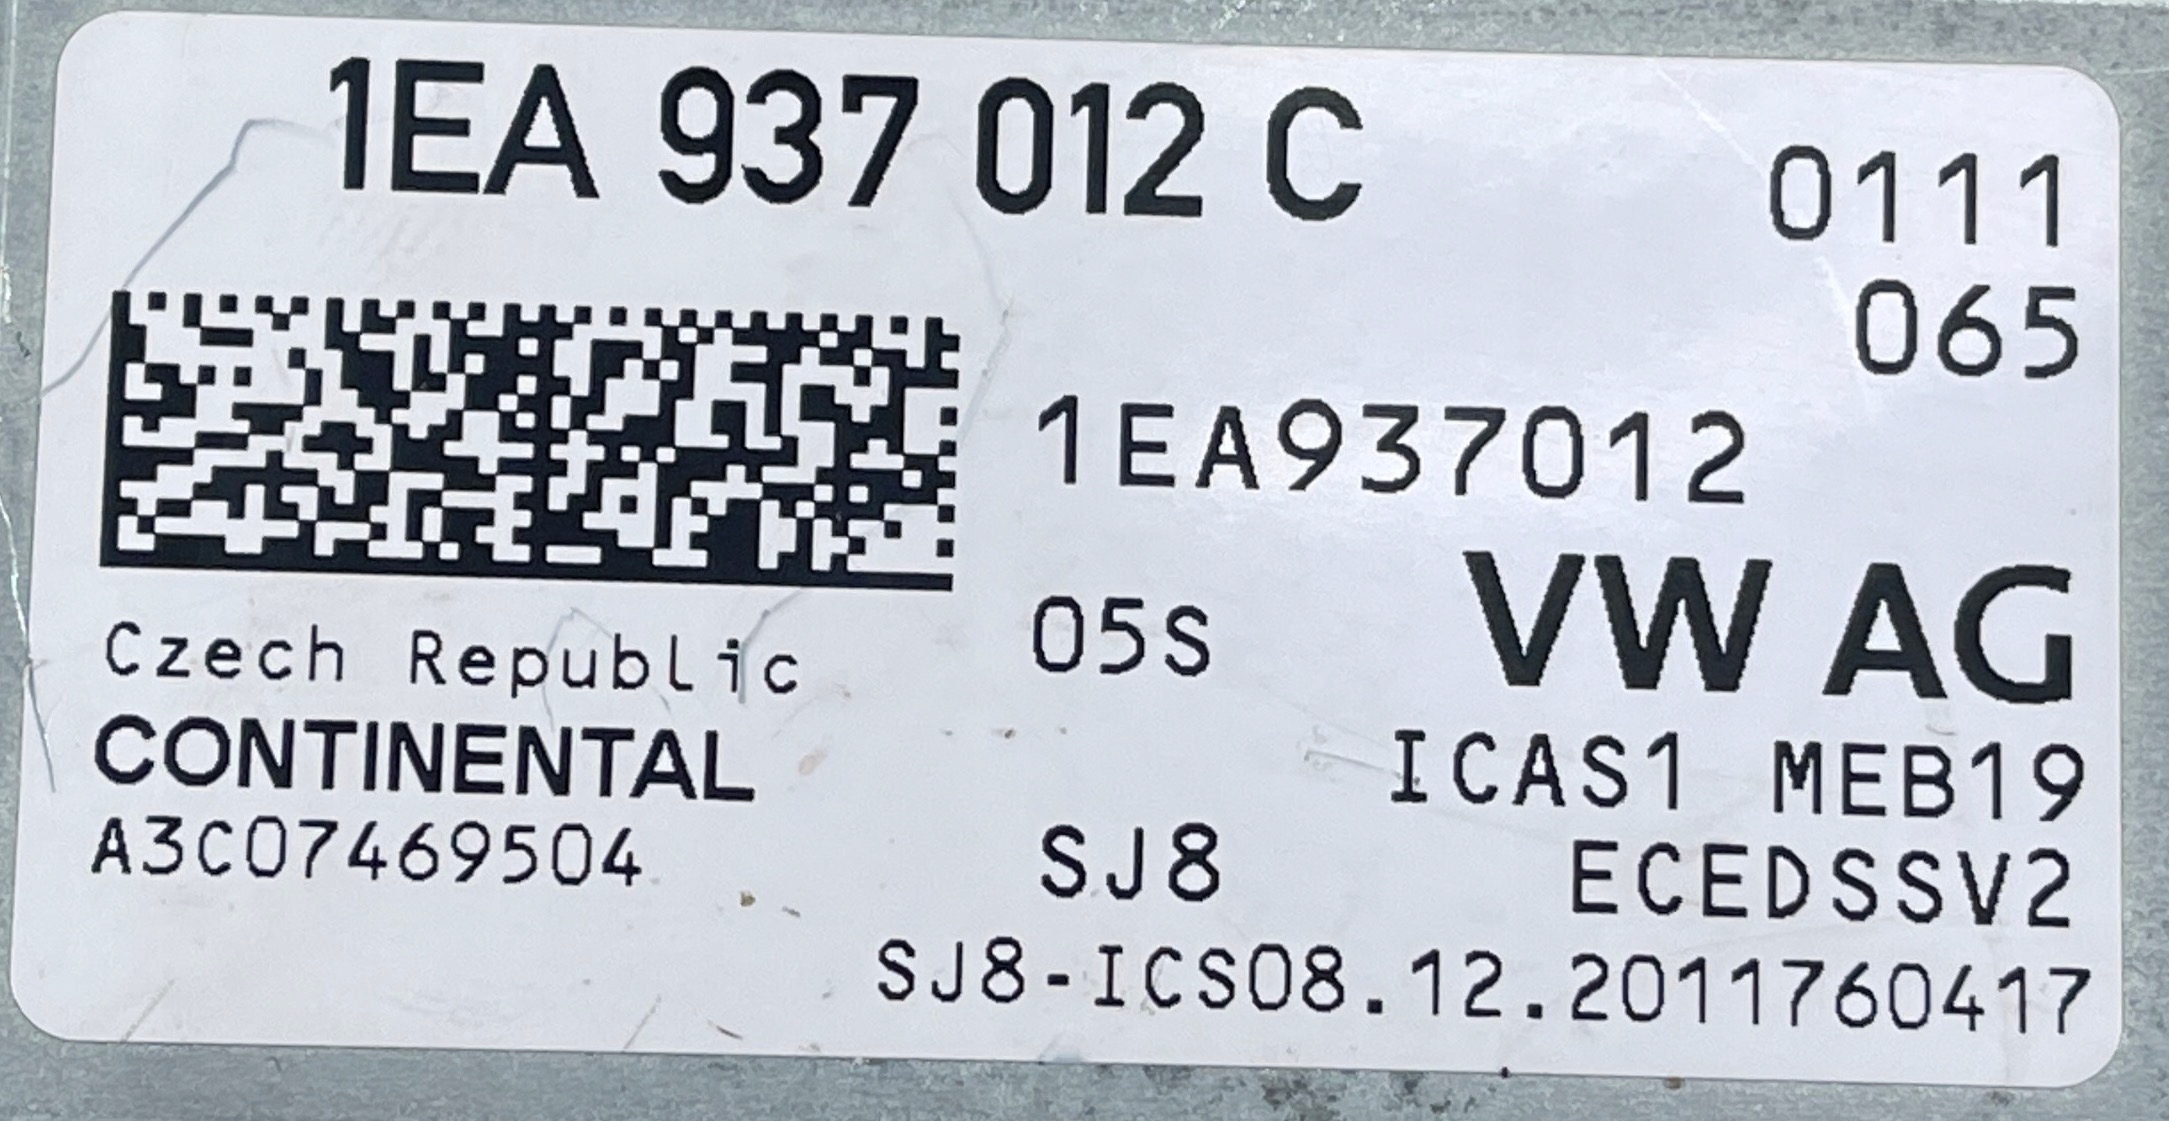 1EA 937 012 C
0111
065
1EA937012
05S
VW AG
Czech Republic
CONTINENTAL
ICAS1 MEB19
A3C07469504
SJ8
ECEDSSV2
SJ8-ICS08.12.2011760417